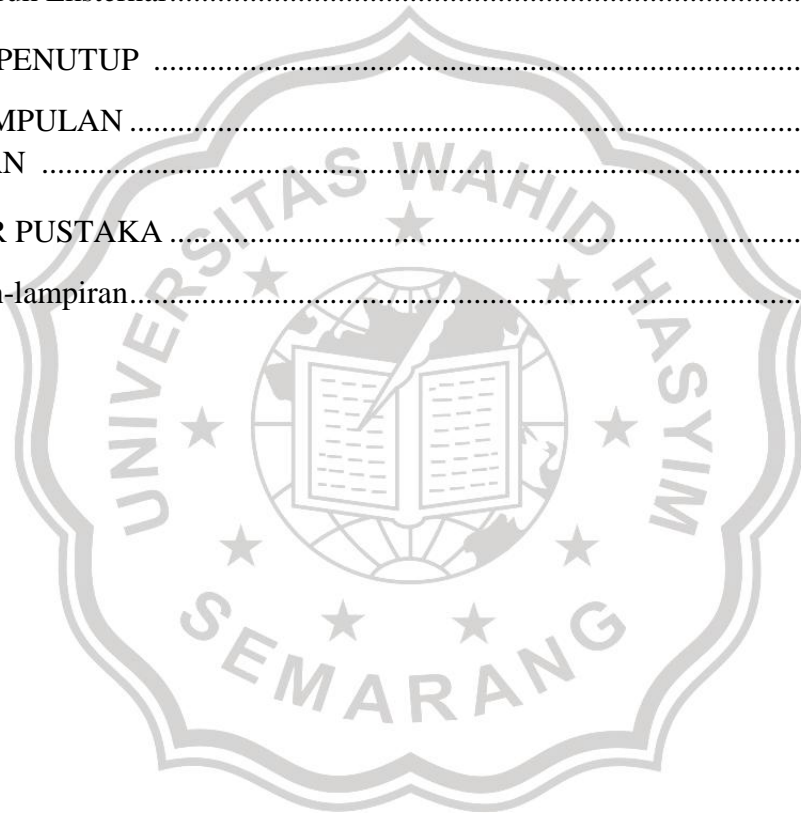 PENUTUP ..........................................................................................
MPULAN ..........................................................................................
AN ..........................................................................................
R PUSTAKA ..........................................................................................
n-lampiran..........................................................................................
UNIVERSITAS WAHID HASYIM
SEMARANG